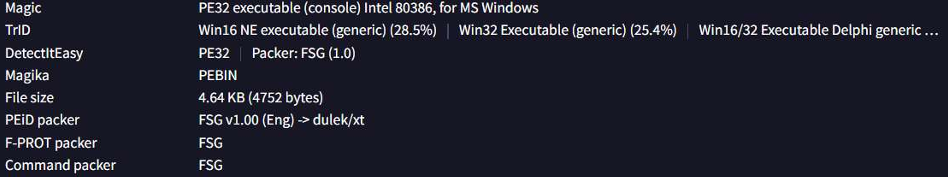 Magic PE32 executable (console) Intel 80386, for MS Windows
TrID Win16 NE executable (generic) (28.5%) | Win32 Executable (generic) (25.4%) | Win16/32 Executable Delphi generic …
DetectItEasy PE32 | Packer: FSG (1.0)
Magika PEBIN
File size 4.64 KB (4752 bytes)
PEiD packer FSG v1.00 (Eng) -> dulek/xt
F-PROT packer FSG
Command packer FSG